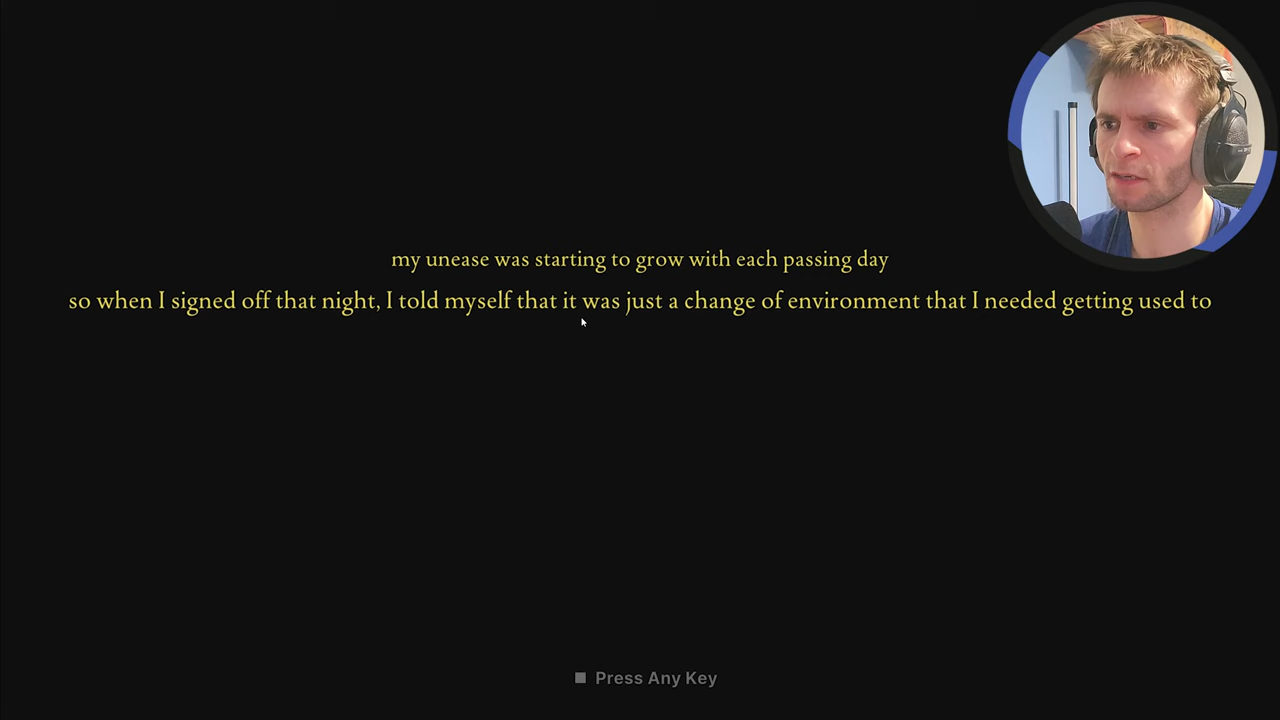 my unease was starting to grow with each passing day
so when I signed off that night, I told myself that it was just a change of environment that I needed getting used to
Press Any Key